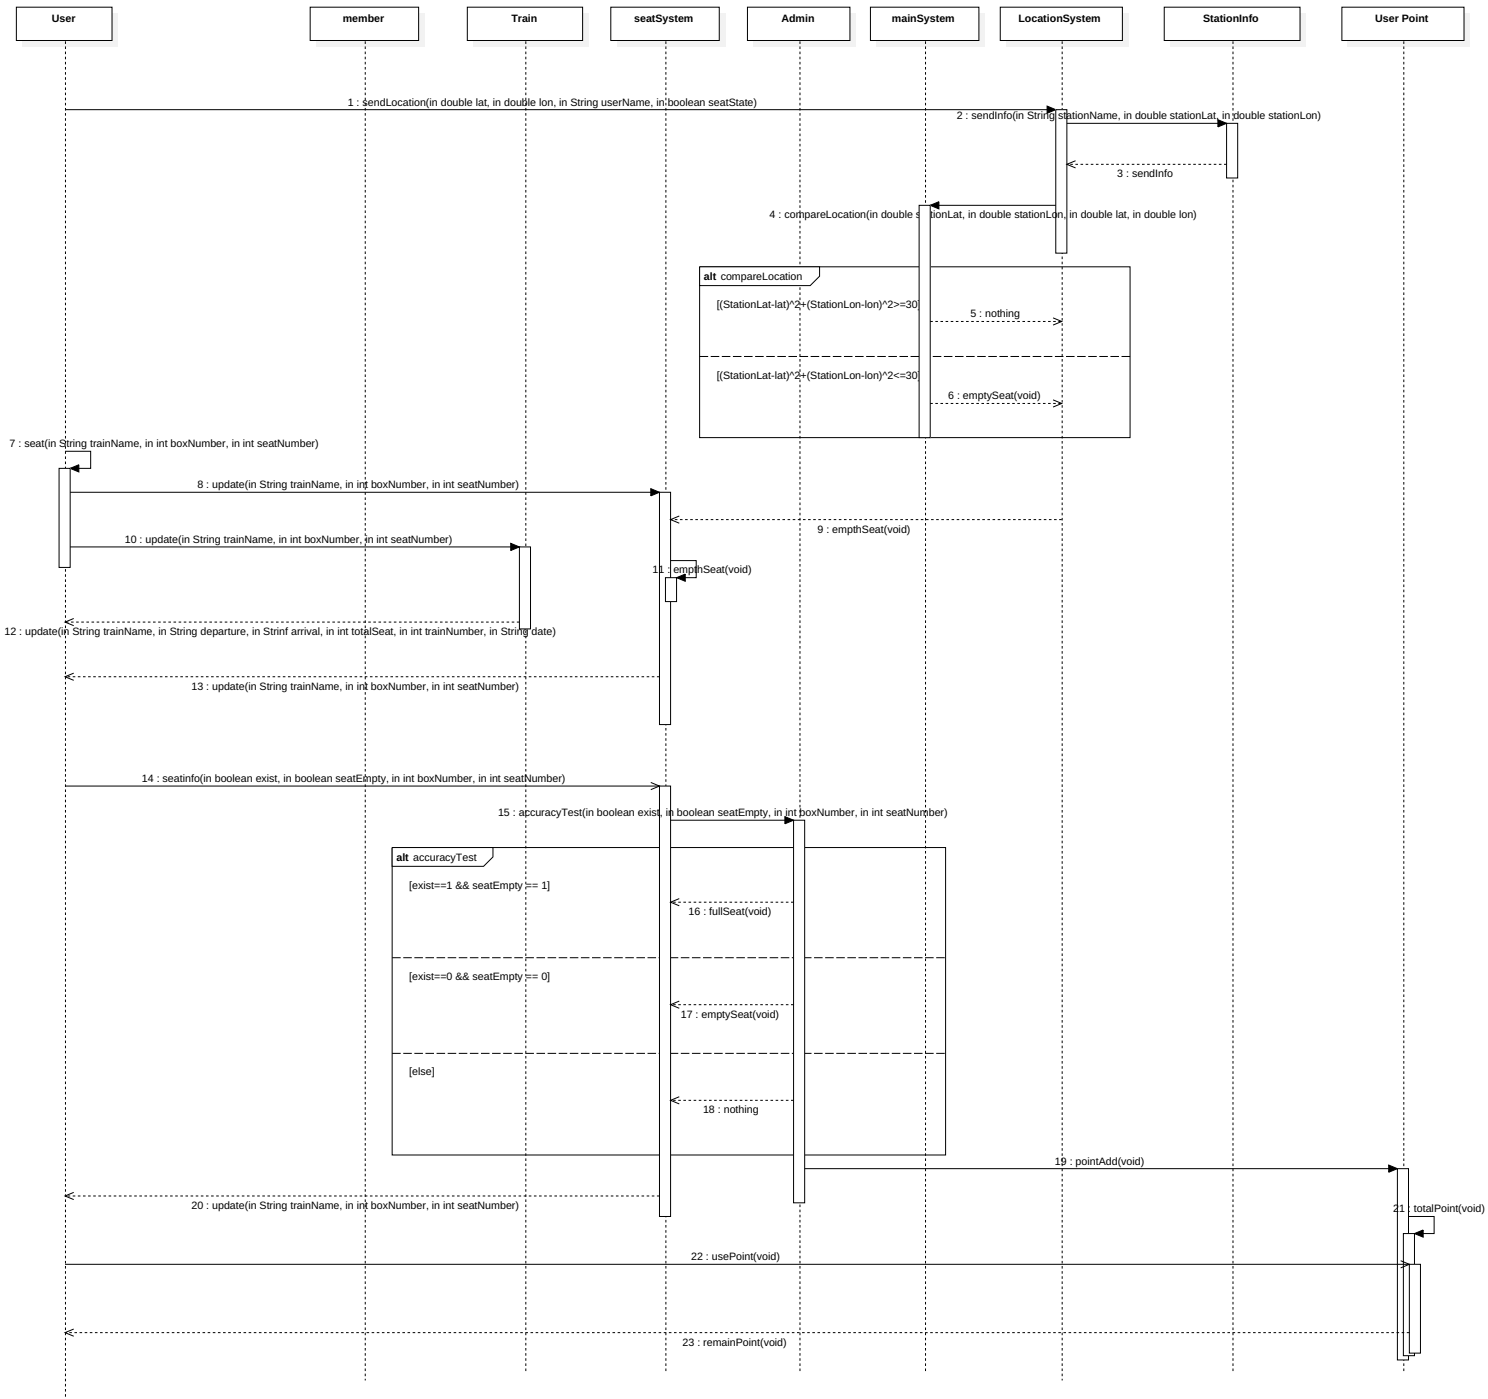 User
member
Train
seatSystem
Admin
mainSystem
LocationSystem
StationInfo
User Point
1 : sendLocation(in double lat, in double lon, in String userName, in boolean seatState)
2 : sendInfo(in String stationName, in double stationLat, in double stationLon)
3 : sendInfo
4 : compareLocation(in double stationLat, in double stationLon, in double lat, in double lon)
alt compareLocation
[(StationLat-lat)^2+(StationLon-lon)^2>=30]
5 : nothing
[(StationLat-lat)^2+(StationLon-lon)^2<=30]
6 : emptySeat(void)
7 : seat(in String trainName, in int boxNumber, in int seatNumber)
8 : update(in String trainName, in int boxNumber, in int seatNumber)
9 : empthSeat(void)
10 : update(in String trainName, in int boxNumber, in int seatNumber)
11 : empthSeat(void)
12 : update(in String trainName, in String departure, in Strinf arrival, in int totalSeat, in int trainNumber, in String date)
13 : update(in String trainName, in int boxNumber, in int seatNumber)
14 : seatinfo(in boolean exist, in boolean seatEmpty, in int boxNumber, in int seatNumber)
15 : accuracyTest(in boolean exist, in boolean seatEmpty, in int boxNumber, in int seatNumber)
alt accuracyTest
[exist==1 && seatEmpty == 1]
16 : fullSeat(void)
[exist==0 && seatEmpty == 0]
17 : emptySeat(void)
[else]
18 : nothing
19 : pointAdd(void)
20 : update(in String trainName, in int boxNumber, in int seatNumber)
21 : totalPoint(void)
22 : usePoint(void)
23 : remainPoint(void)